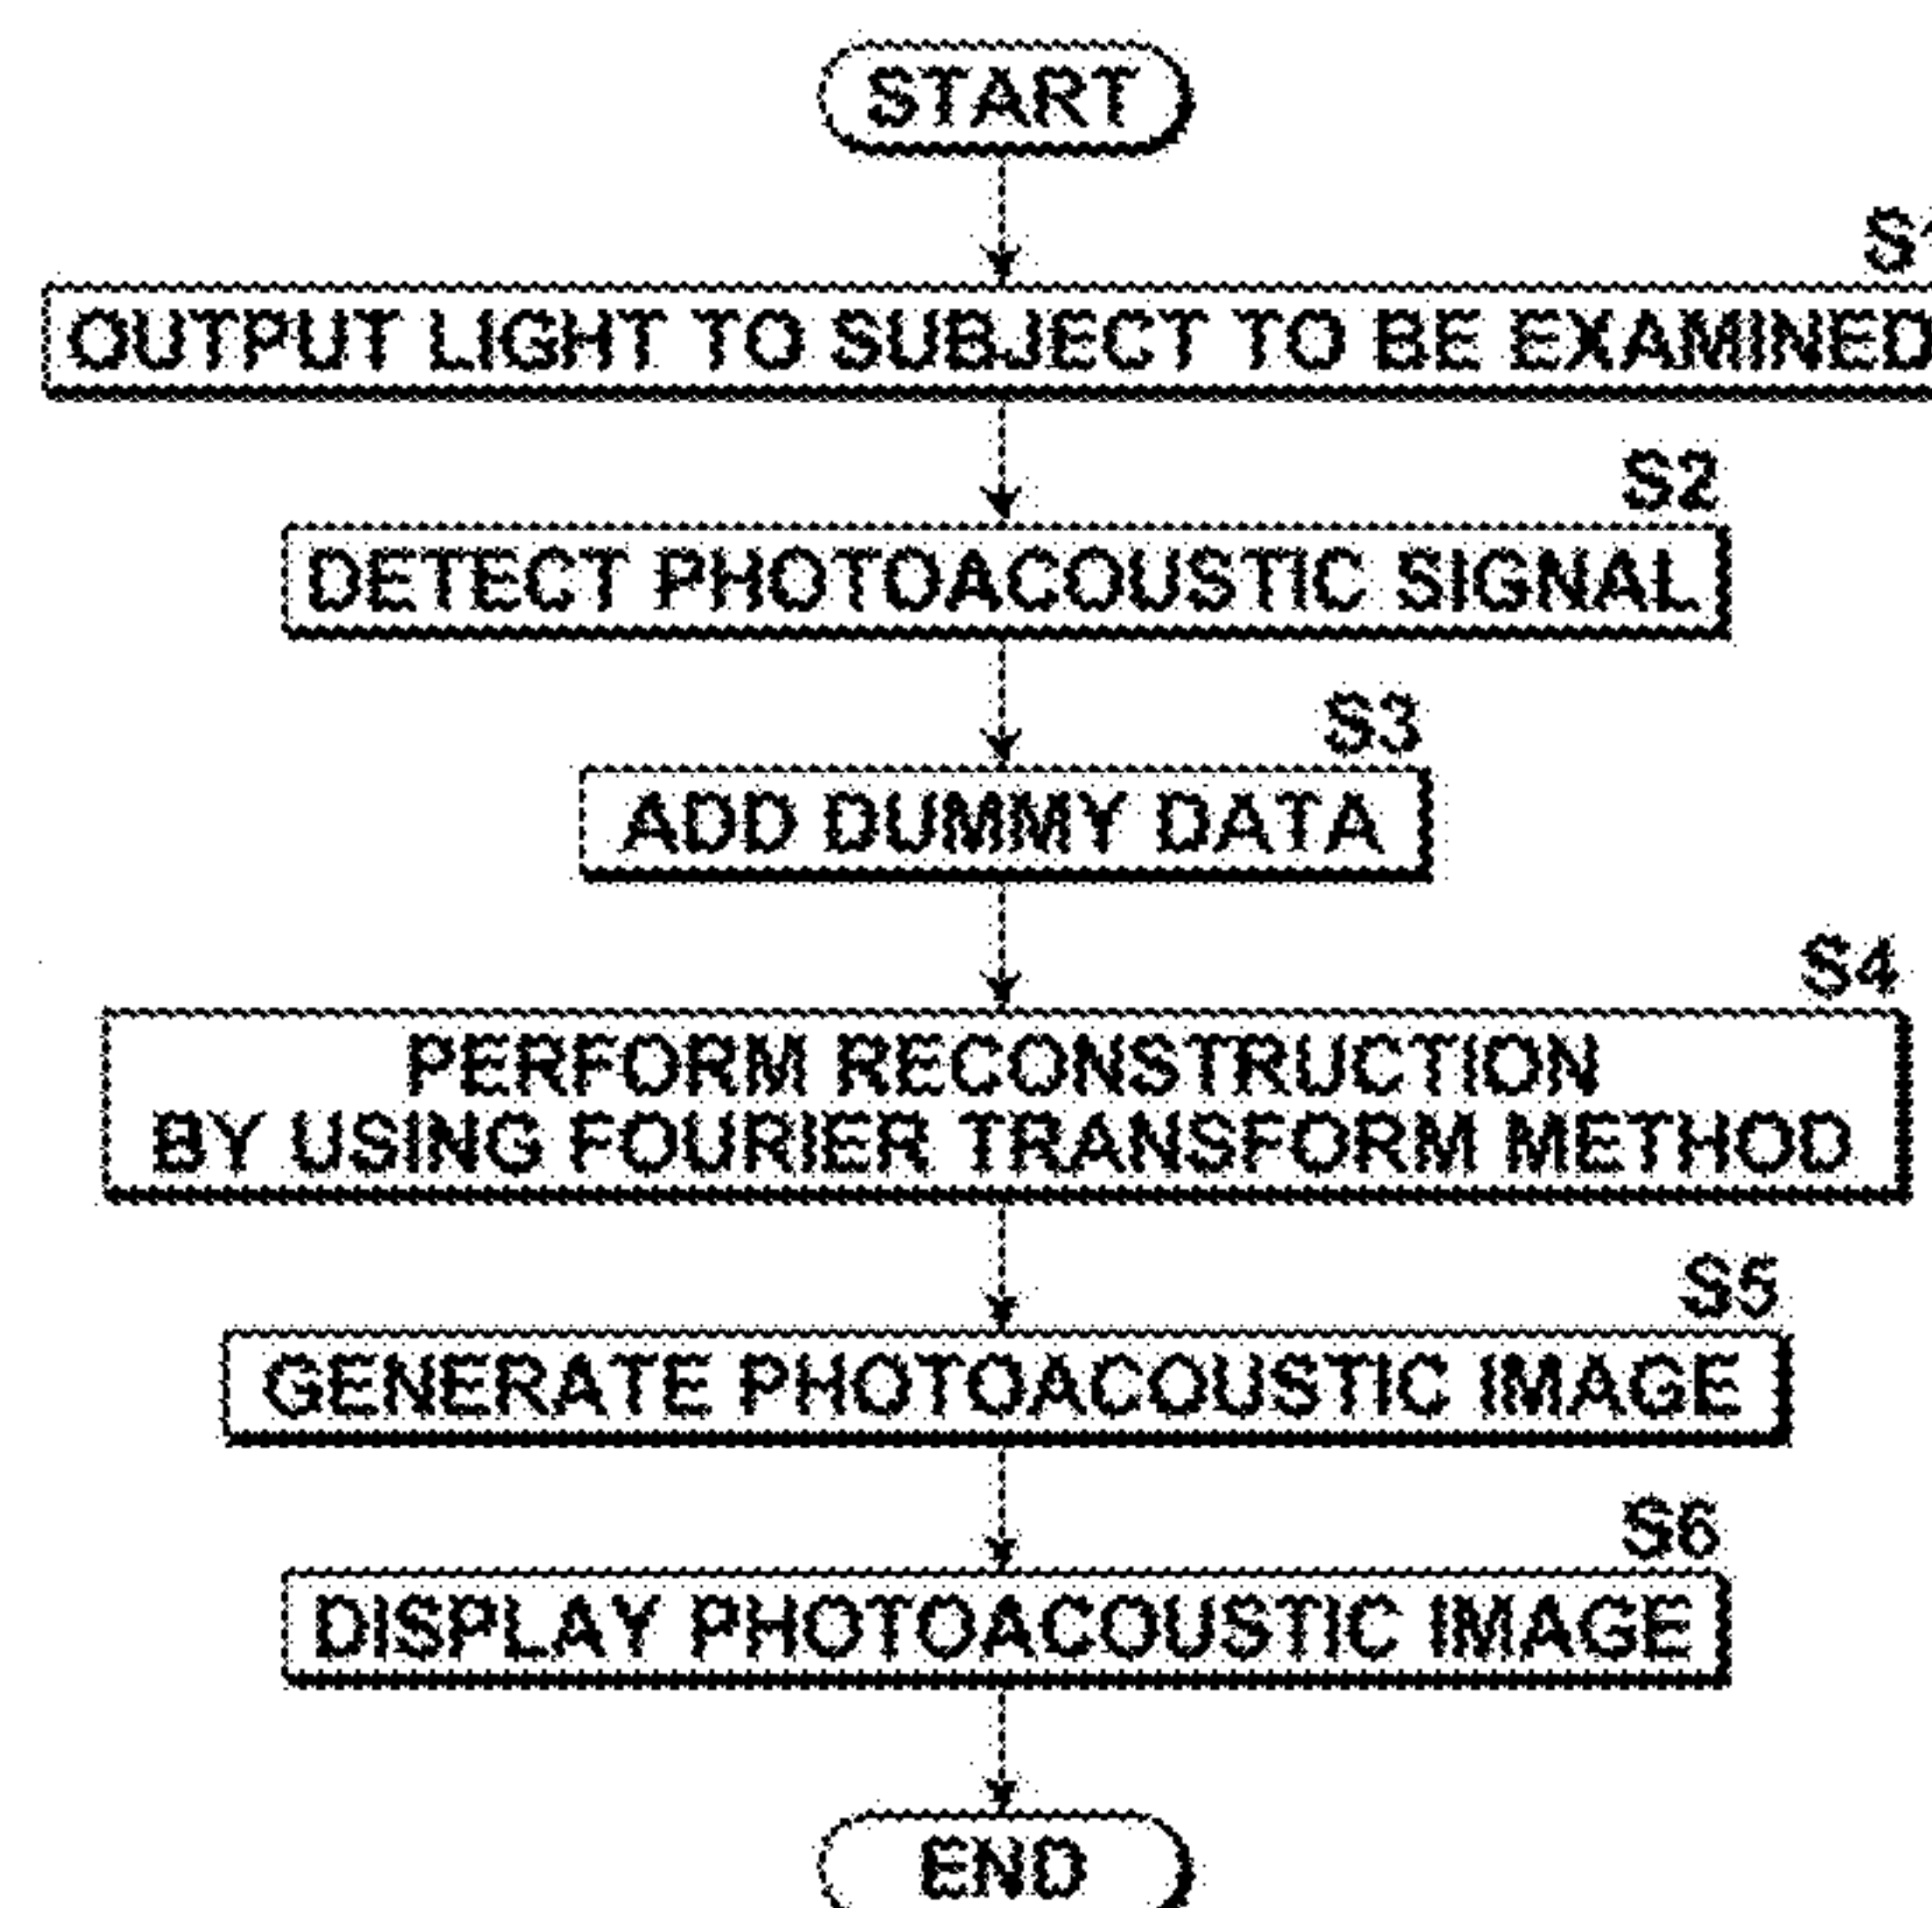 START
S1
OUTPUT LIGHT TO SUBJECT TO BE EXAMINED
S2
DETECT PHOTOACOUSTIC SIGNAL
S3
ADD DUMMY DATA
S4
PERFORM RECONSTRUCTION
BY USING FOURIER TRANSFORM METHOD
S5
GENERATE PHOTOACOUSTIC IMAGE
S6
DISPLAY PHOTOACOUSTIC IMAGE
END